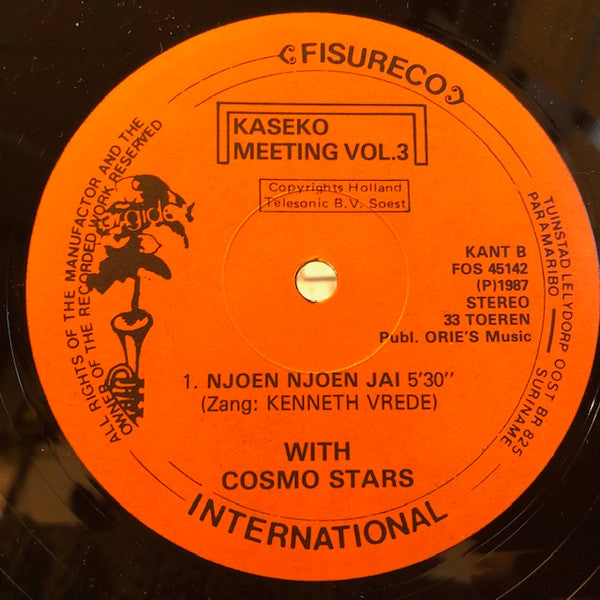 FISURECO
KASEKO
MEETING VOL.3
Copyrights Holland
Telesonic B.V. Soest
ALL RIGHTS OF THE MANUFACTOR AND THE
OWNER OF THE RECORDED WORK RESERVED
TUINSTAD LELYDORP OOST BR 825
PARAMARIBO — SURINAME
KANT B
FOS 45142
(P)1987
STEREO
33 TOEREN
Publ. ORIE'S Music
1. NJOEN NJOEN JAI 5'30''
(Zang: KENNETH VREDE)
WITH
COSMO STARS
INTERNATIONAL